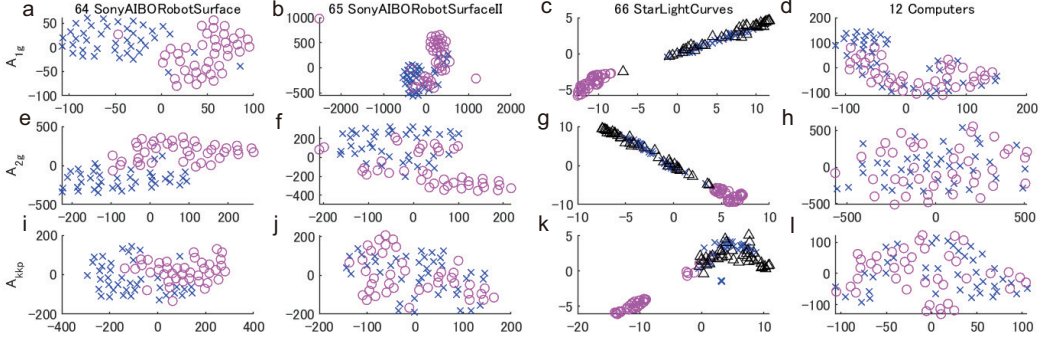 64 SonyAIBORobotSurface 65 SonyAIBORobotSurfaceII 66 StarLightCurves 12 Computers
a b c d
A1g
100 50 0 -50 -100
-100 -50 0 50 100
1000 500 0 -500 -1000
-2000 -1000 0 1000 2000
5 0 -5
-10 -5 0 5 10
200 100 0 -100
-100 0 100 200
e f g h
A2g
500 0 -500
-200 -100 0 100 200
400 200 0 -200 -400
-200 -100 0 100 200
10 0 -10
-10 -5 0 5 10
500 0 -500
-500 0 500
i j k l
Akkp
200 0 -200
-400 -200 0 200 400
200 0 -200
-200 -100 0 100 200
5 0 -5
-20 -10 0 10
100 0 -100
-100 0 100